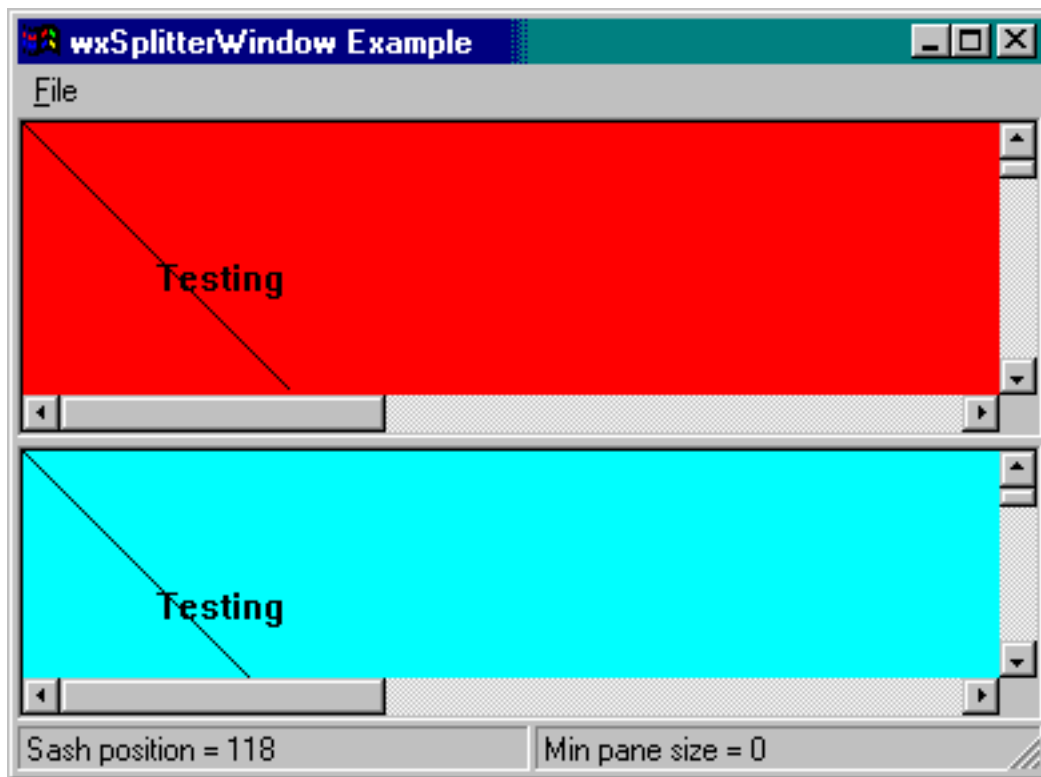 wxSplitterWindow Example
File
Testing
Testing
Sash position = 118
Min pane size = 0